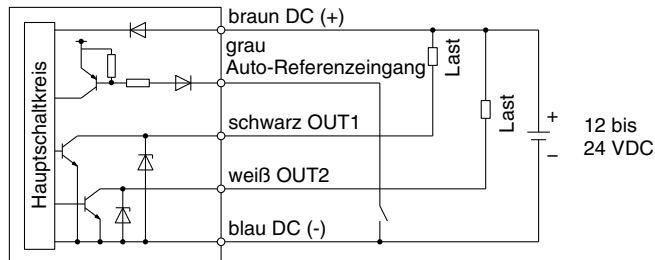 braun DC (+)
grau
Auto-Referenzeingang
Last
Last
Hauptschaltkreis
schwarz OUT1
+
12 bis
–
24 VDC
weiß OUT2
blau DC (-)